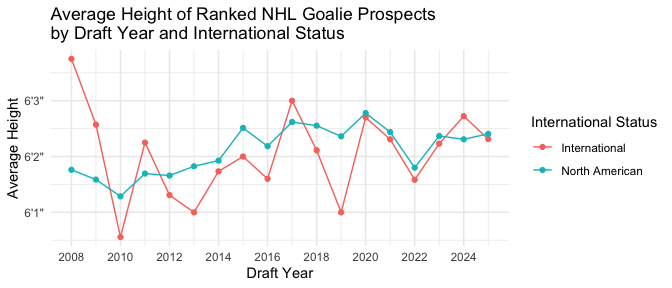 Average Height of Ranked NHL Goalie Prospects
by Draft Year and International Status
6'3"
6'2"
6'1"
Average Height
2008 2010 2012 2014 2016 2018 2020 2022 2024
Draft Year
International Status
International
North American